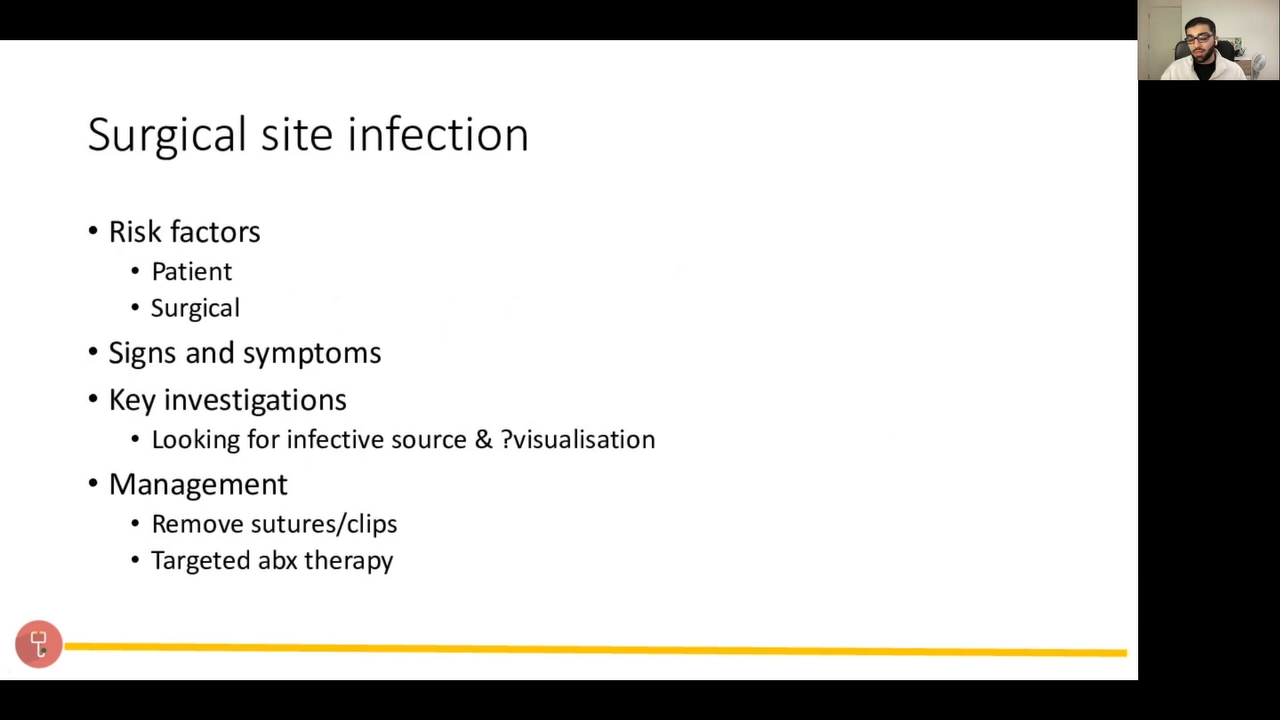 Surgical site infection
• Risk factors
• Patient
• Surgical
• Signs and symptoms
• Key investigations
• Looking for infective source & ?visualisation
• Management
• Remove sutures/clips
• Targeted abx therapy